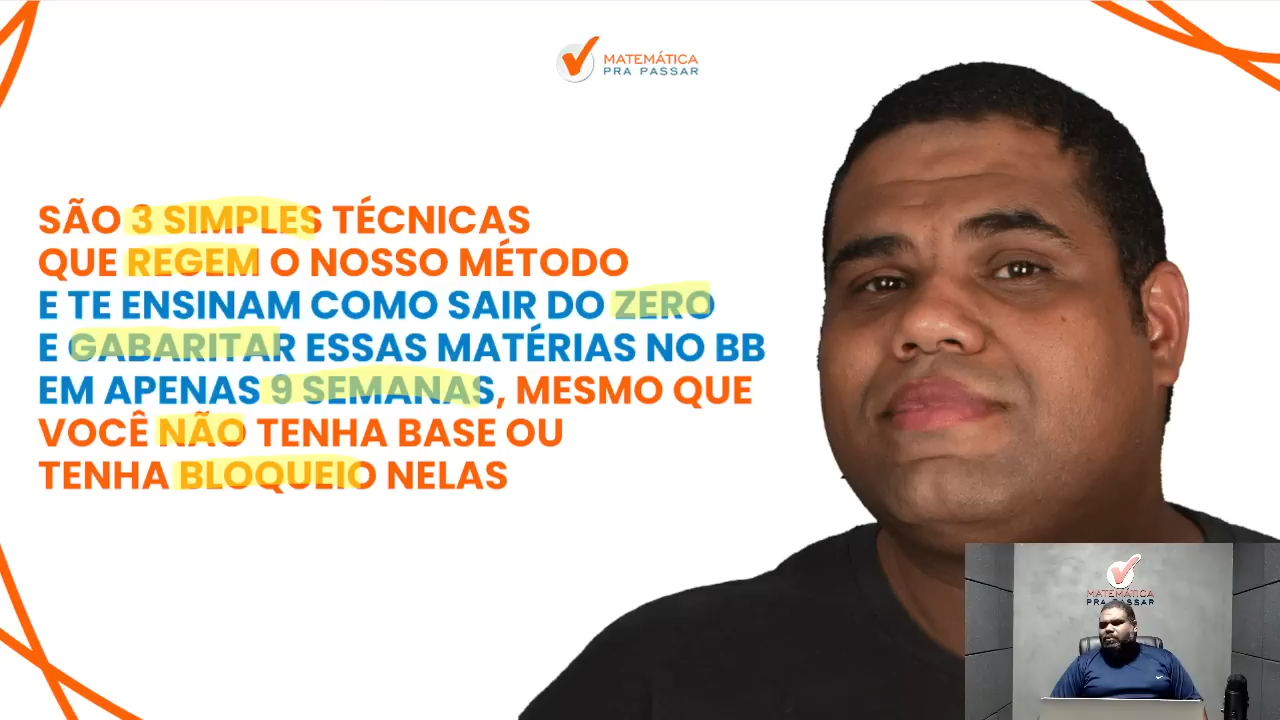 MATEMÁTICA
PRA PASSAR
SÃO 3 SIMPLES TÉCNICAS
QUE REGEM O NOSSO MÉTODO
E TE ENSINAM COMO SAIR DO ZERO
E GABARITAR ESSAS MATÉRIAS NO BB
EM APENAS 9 SEMANAS, MESMO QUE
VOCÊ NÃO TENHA BASE OU
TENHA BLOQUEIO NELAS
MATEMÁTICA
PRA PASSAR